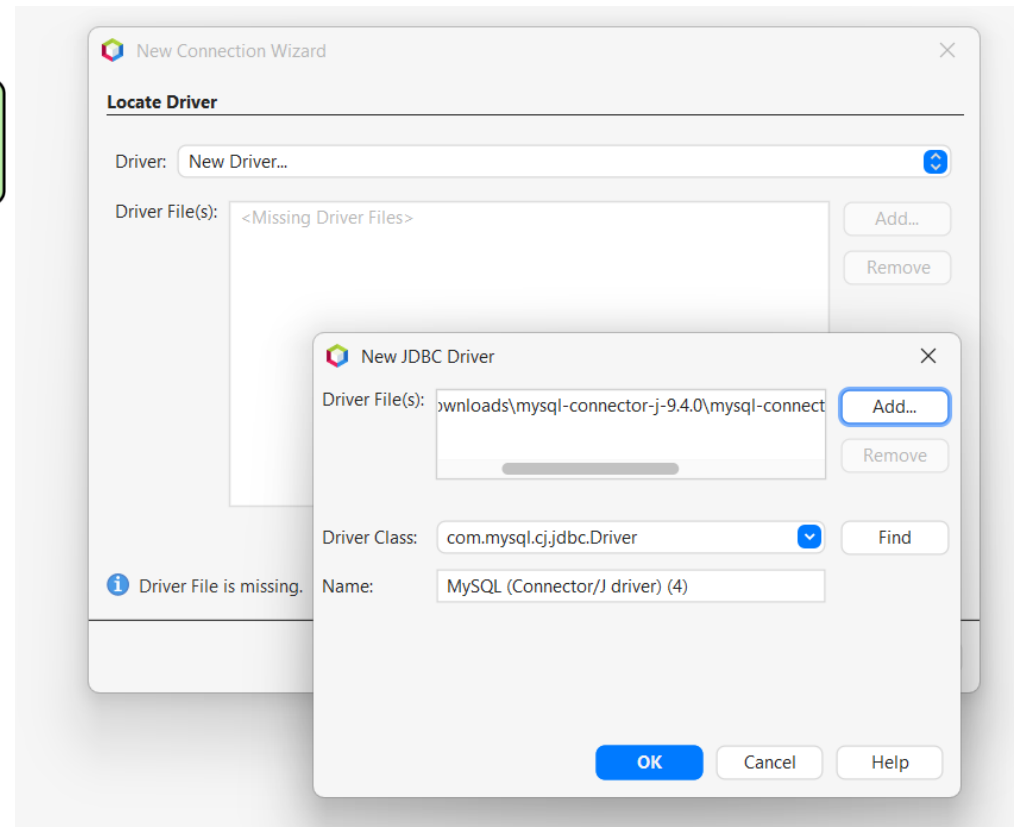 New Connection Wizard
Locate Driver
Driver: New Driver...
Driver File(s): <Missing Driver Files> Add...
Remove
New JDBC Driver
Driver File(s): ownloads\mysql-connector-j-9.4.0\mysql-connect Add...
Remove
Driver Class: com.mysql.cj.jdbc.Driver Find
Driver File is missing.
Name: MySQL (Connector/J driver) (4)
OK Cancel Help